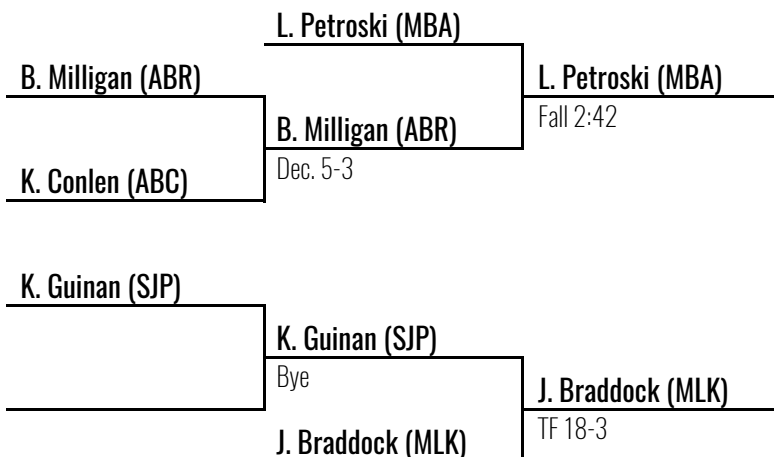 L. Petroski (MBA)
B. Milligan (ABR)
L. Petroski (MBA)
Fall 2:42
B. Milligan (ABR)
Dec. 5-3
K. Conlen (ABC)
K. Guinan (SJP)
K. Guinan (SJP)
Bye
J. Braddock (MLK)
TF 18-3
J. Braddock (MLK)